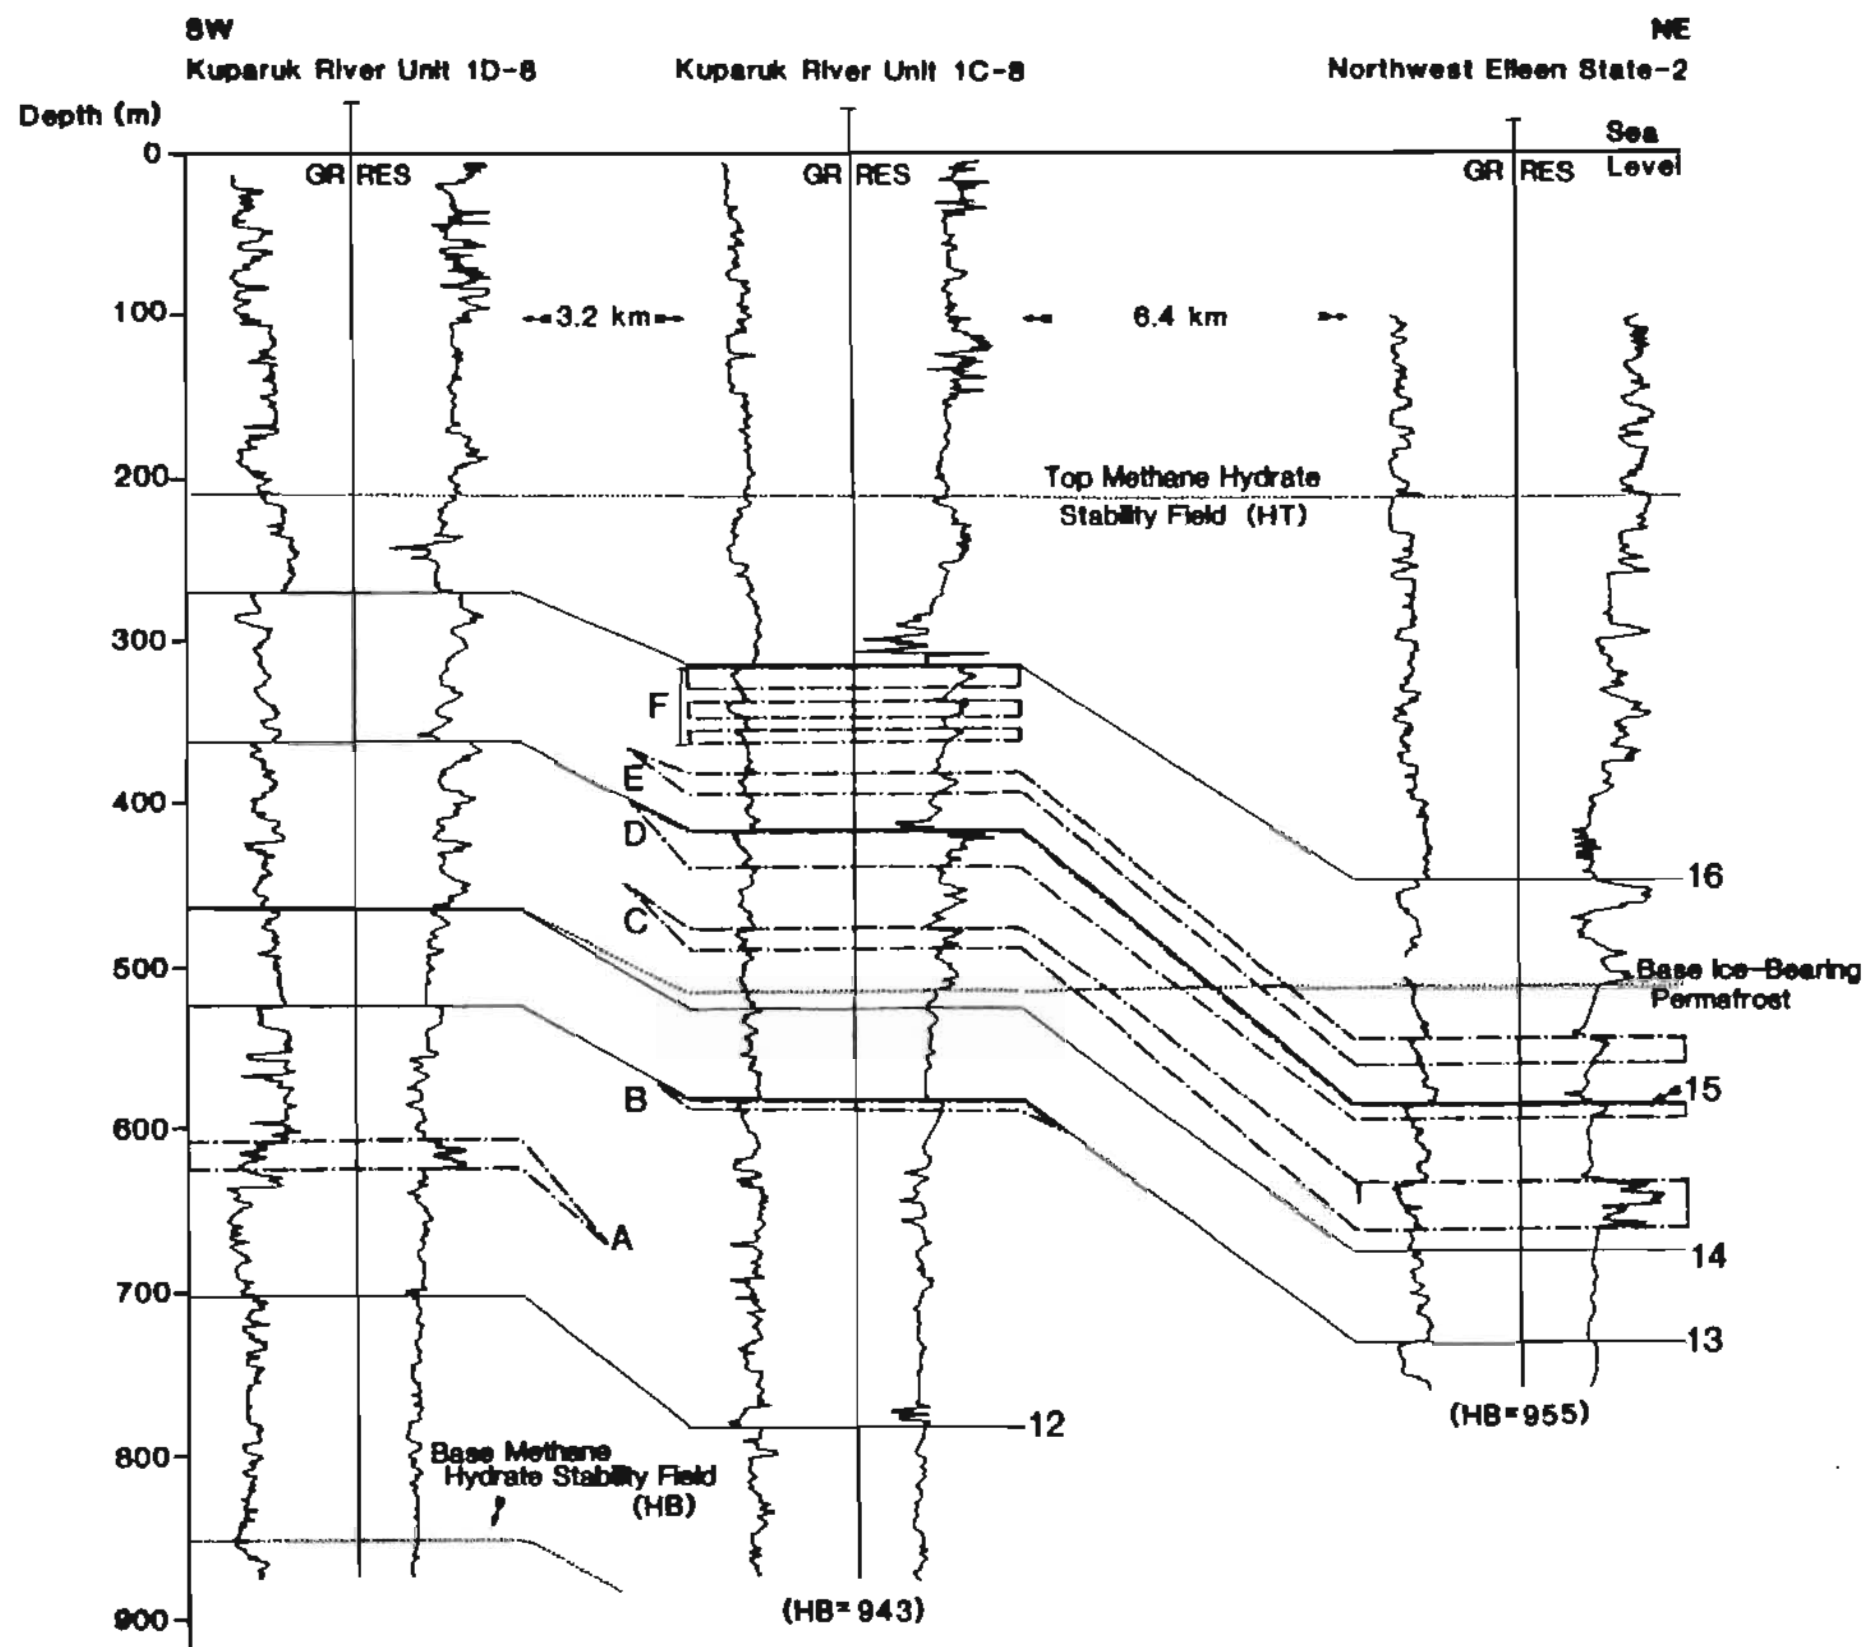 SW
NE
Kuparuk River Unit 1D-8
Kuparuk River Unit 1C-8
Northwest Eileen State-2
Depth (m)
Sea
Level
0
GR RES
GR RES
GR RES
100
3.2 km
6.4 km
200
Top Methane Hydrate
Stability Field (HT)
300
F
E
400
D
16
C
500
Base Ice-Bearing
Permafrost
15
B
600
A
14
700
13
12
(HB=955)
800
Base Methane
Hydrate Stability Field
(HB)
(HB=943)
900